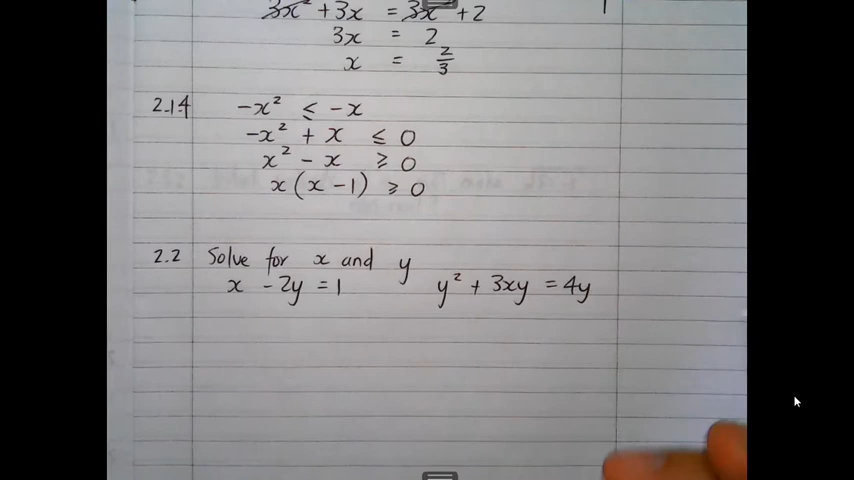 3x² + 3x = 3x² + 2
3x = 2
x = 2/3
2.1.4 -x² ≤ -x
-x² + x ≤ 0
x² - x ≥ 0
x(x - 1) ≥ 0
2.2 Solve for x and y
x - 2y = 1 y² + 3xy = 4y